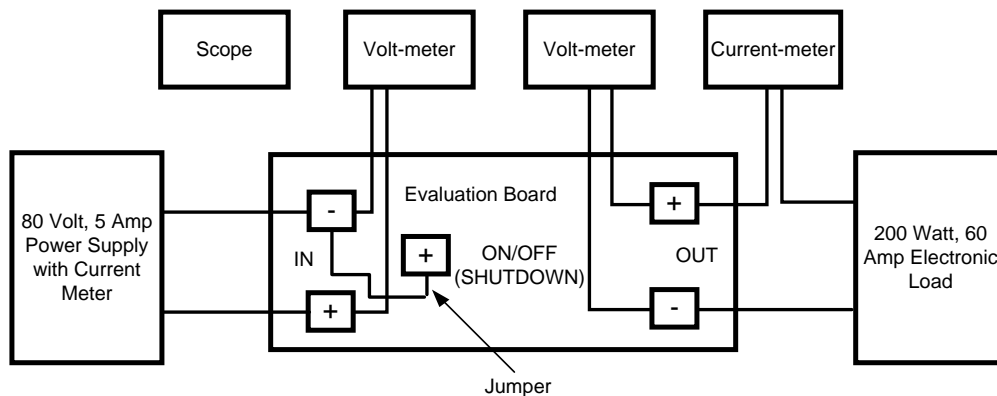 Scope
Volt-meter
Volt-meter
Current-meter
80 Volt, 5 Amp
Power Supply
with Current
Meter
-
+
IN
Evaluation Board
+
ON/OFF
(SHUTDOWN)
+
-
OUT
200 Watt, 60
Amp Electronic
Load
Jumper